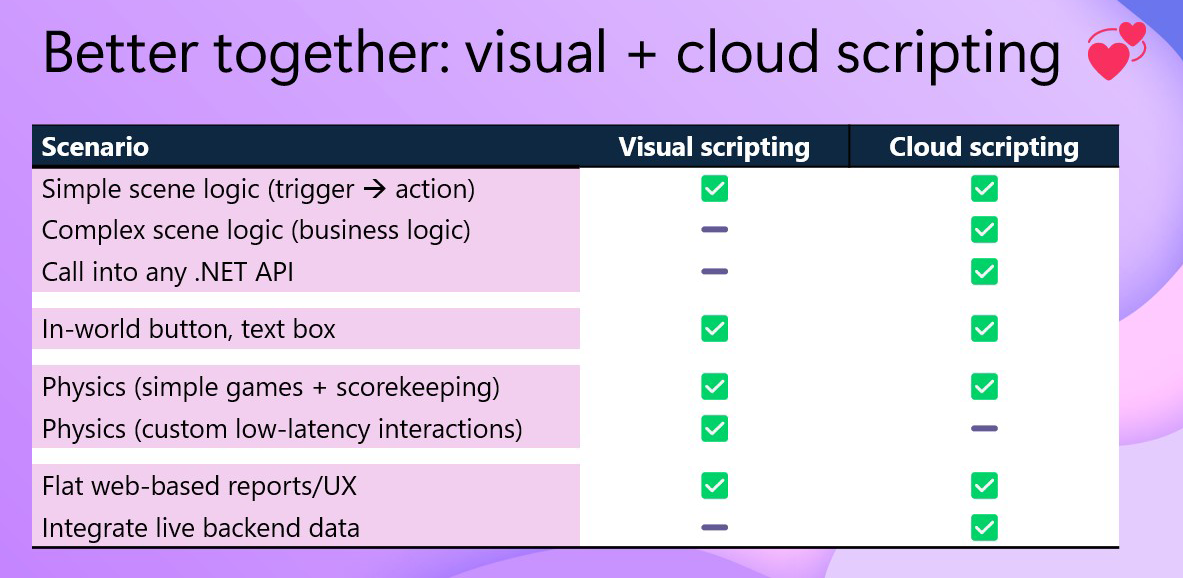 Better together: visual + cloud scripting 💞
Scenario Visual scripting Cloud scripting
Simple scene logic (trigger → action) ✅ ✅
Complex scene logic (business logic) – ✅
Call into any .NET API – ✅
In-world button, text box ✅ ✅
Physics (simple games + scorekeeping) ✅ ✅
Physics (custom low-latency interactions) ✅ –
Flat web-based reports/UX ✅ ✅
Integrate live backend data – ✅